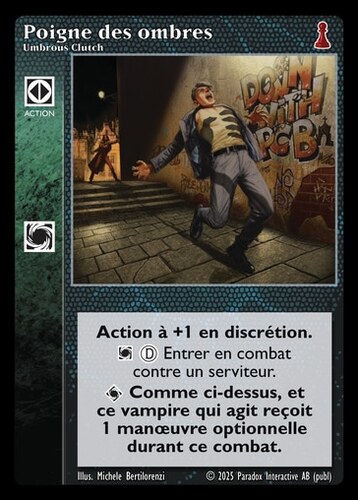 Poigne des ombres
Umbrous Clutch
ACTION
DOWN
WITH
PCB
Action à +1 en discrétion.
D Entrer en combat
contre un serviteur.
Comme ci-dessus, et
ce vampire qui agit reçoit
1 manœuvre optionnelle
durant ce combat.
Illus. Michele Bertilorenzi © 2025 Paradox Interactive AB (publ)